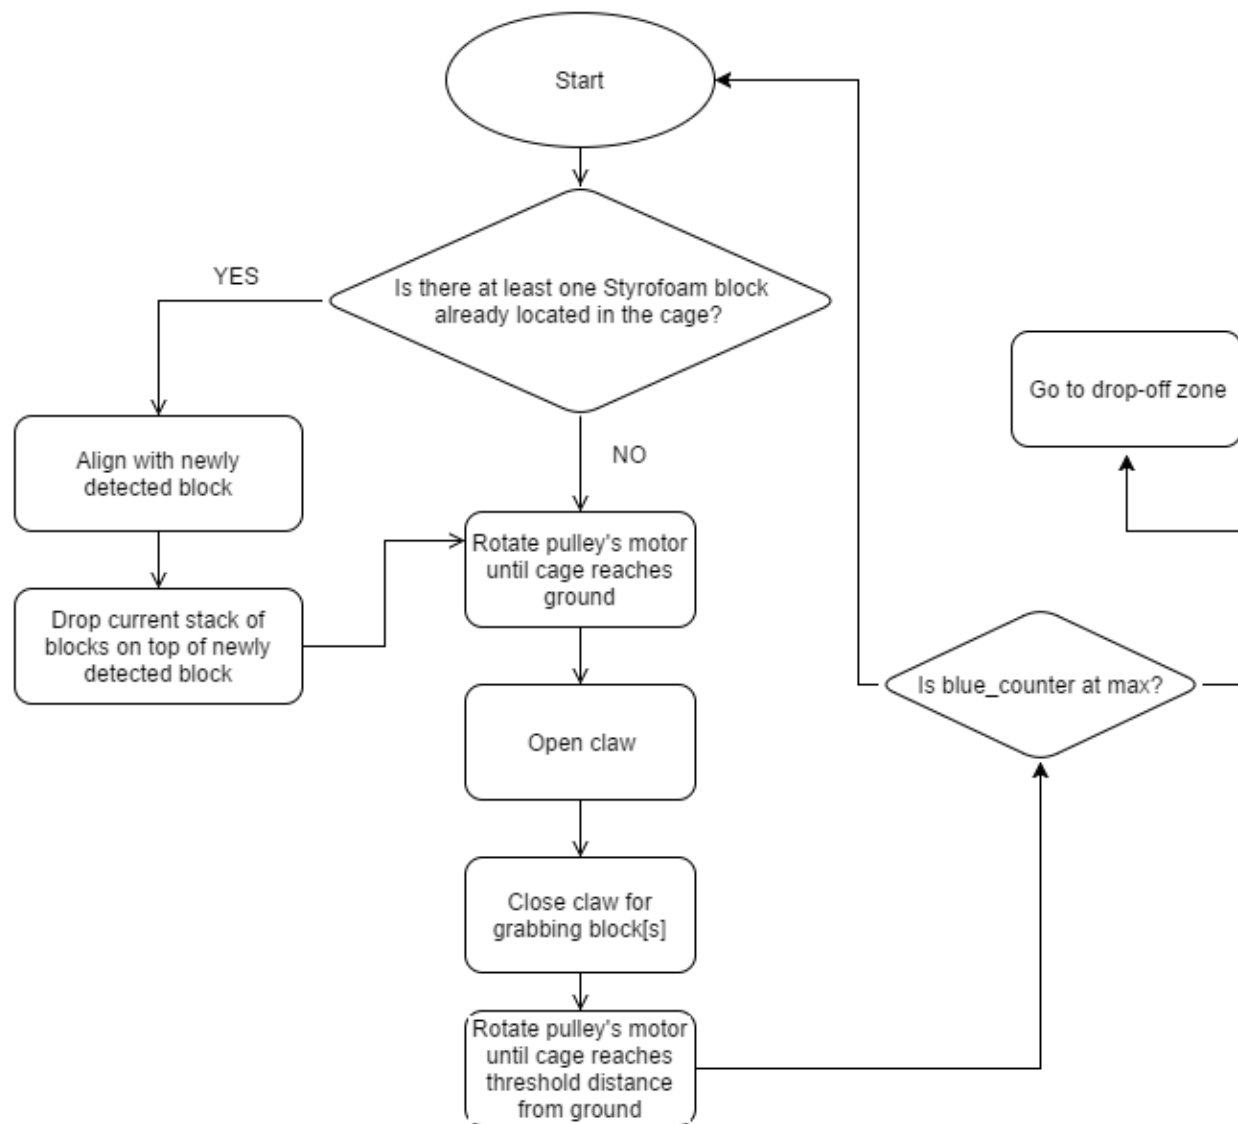 Start
Is there at least one Styrofoam block
already located in the cage?
YES
NO
Align with newly
detected block
Drop current stack of
blocks on top of newly
detected block
Rotate pulley's motor
until cage reaches
ground
Open claw
Close claw for
grabbing block[s]
Rotate pulley's motor
until cage reaches
threshold distance
from ground
Is blue_counter at max?
Go to drop-off zone